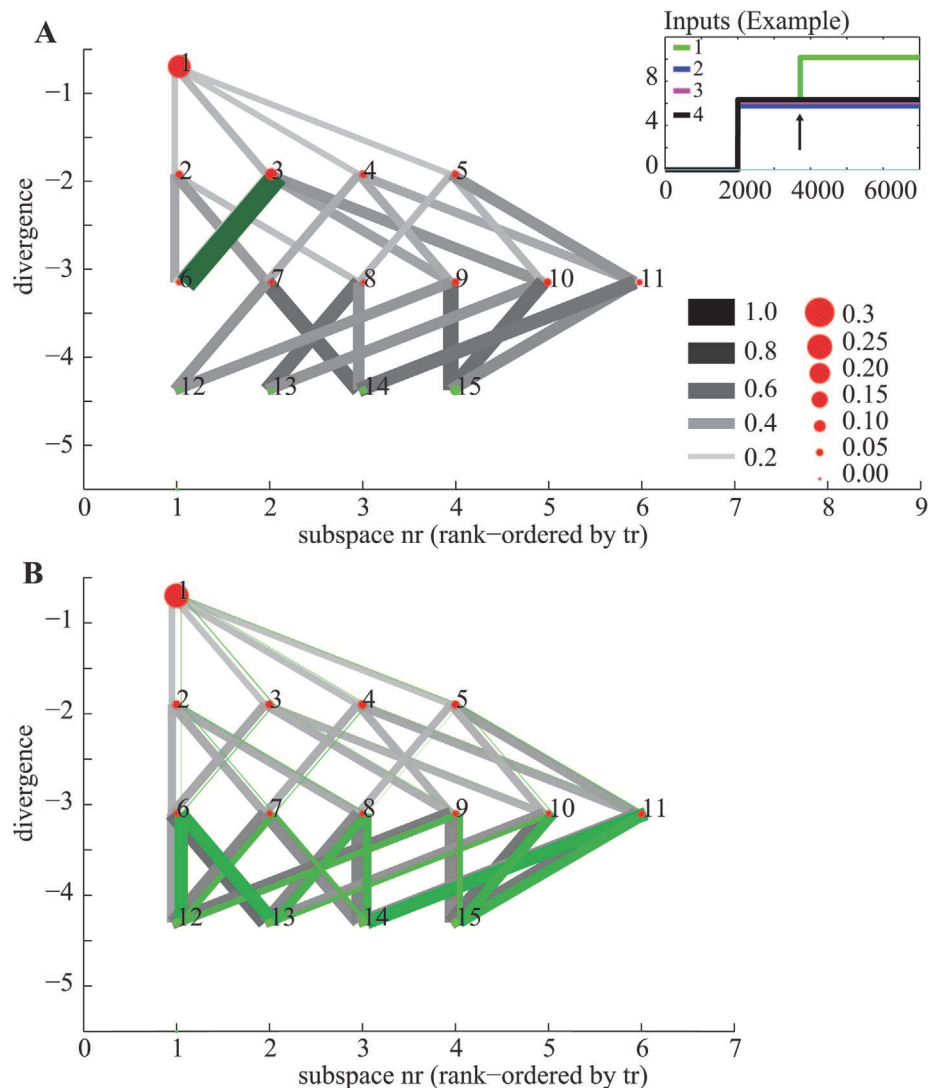 A
Inputs (Example)
1
2
3
4
8
4
0
2000 4000 6000
divergence
−1
−2
−3
−4
−5
1
2 3 4 5
6 7 8 9 10 11
12 13 14 15
1.0
0.8
0.6
0.4
0.2
0.3
0.25
0.20
0.15
0.10
0.05
0.00
0 1 2 3 4 5 6 7 8 9
subspace nr (rank−ordered by tr)
B
divergence
−1
−2
−3
−4
−5
1
2 3 4 5
6 7 8 9 10 11
12 13 14 15
0 1 2 3 4 5 6 7
subspace nr (rank−ordered by tr)